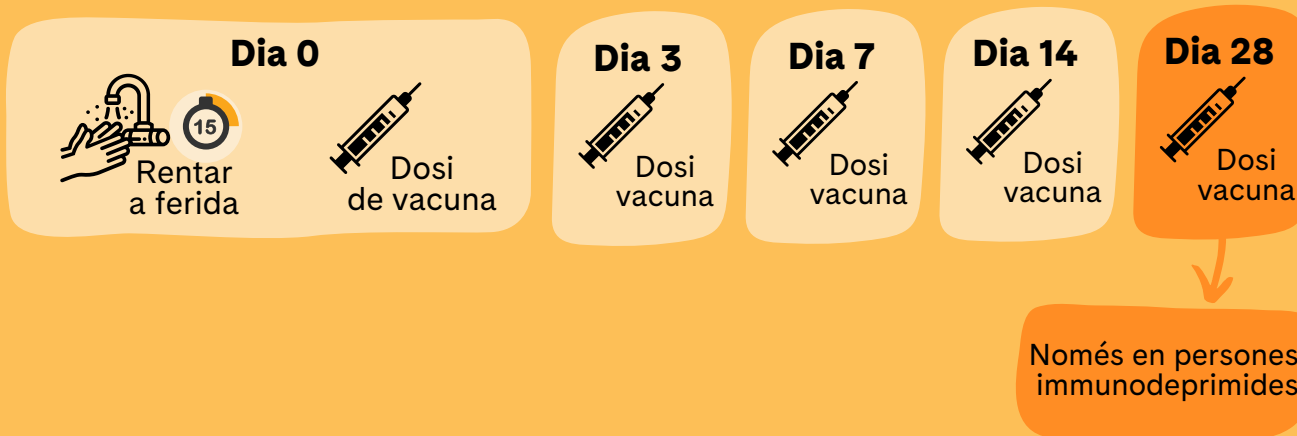 Dia 0
15
Rentar
a ferida
Dosi
de vacuna
Dia 3
Dosi
vacuna
Dia 7
Dosi
vacuna
Dia 14
Dosi
vacuna
Dia 28
Dosi
vacuna
Només en persones
immunodeprimides